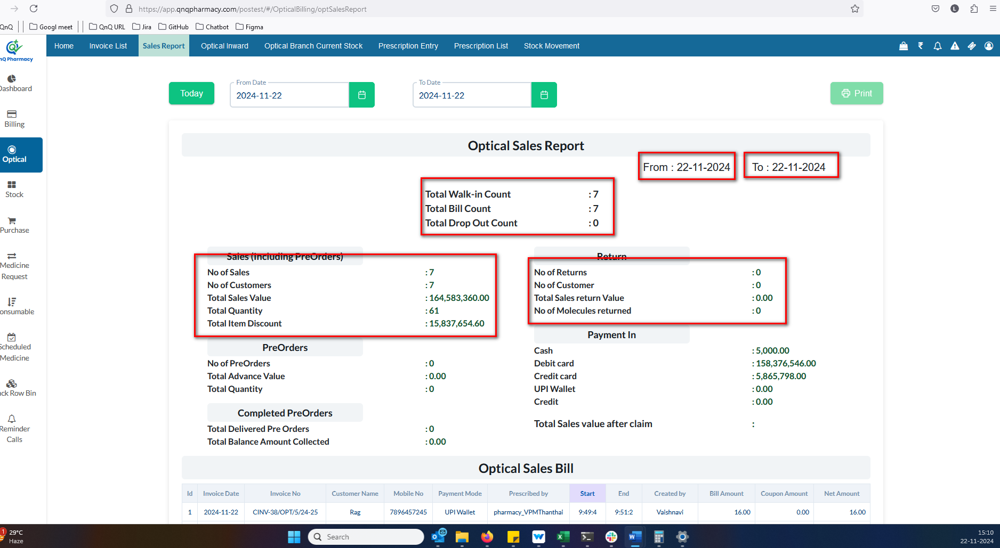 https://app.qnqpharmacy.com/postest/#/OpticalBilling/optSalesReport
L
QnQ
Googl meet
QnQ URL
Jira
GitHub
Chatbot
Figma
nQ Pharmacy
Home
Invoice List
Sales Report
Optical Inward
Optical Branch Current Stock
Prescription Entry
Prescription List
Stock Movement
₹
Dashboard
Billing
Optical
Stock
Purchase
Medicine
Request
onsumable
Scheduled
Medicine
ack Row Bin
Reminder
Calls
Today
From Date
2024-11-22
To Date
2024-11-22
Print
Optical Sales Report
From : 22-11-2024
To : 22-11-2024
Total Walk-in Count : 7
Total Bill Count : 7
Total Drop Out Count : 0
Sales (Including PreOrders)
No of Sales : 7
No of Customers : 7
Total Sales Value : 164,583,360.00
Total Quantity : 61
Total Item Discount : 15,837,654.60
PreOrders
No of PreOrders : 0
Total Advance Value : 0.00
Total Quantity : 0
Completed PreOrders
Total Delivered Pre Orders : 0
Total Balance Amount Collected : 0.00
Return
No of Returns : 0
No of Customer : 0
Total Sales return Value : 0.00
No of Molecules returned : 0
Payment In
Cash : 5,000.00
Debit card : 158,376,546.00
Credit card : 5,865,798.00
UPI Wallet : 0.00
Credit : 0.00
Total Sales value after claim :
Optical Sales Bill
Id Invoice Date Invoice No Customer Name Mobile No Payment Mode Prescribed by Start End Created by Bill Amount Coupon Amount Net Amount
1 2024-11-22 CINV-38/OPT/5/24-25 Rag 7896457245 UPI Wallet pharmacy_VPMThanthai 9:49:4 9:51:2 Vaishnavi 16.00 0.00 16.00
1
29°C
Haze
Search
15:10
22-11-2024